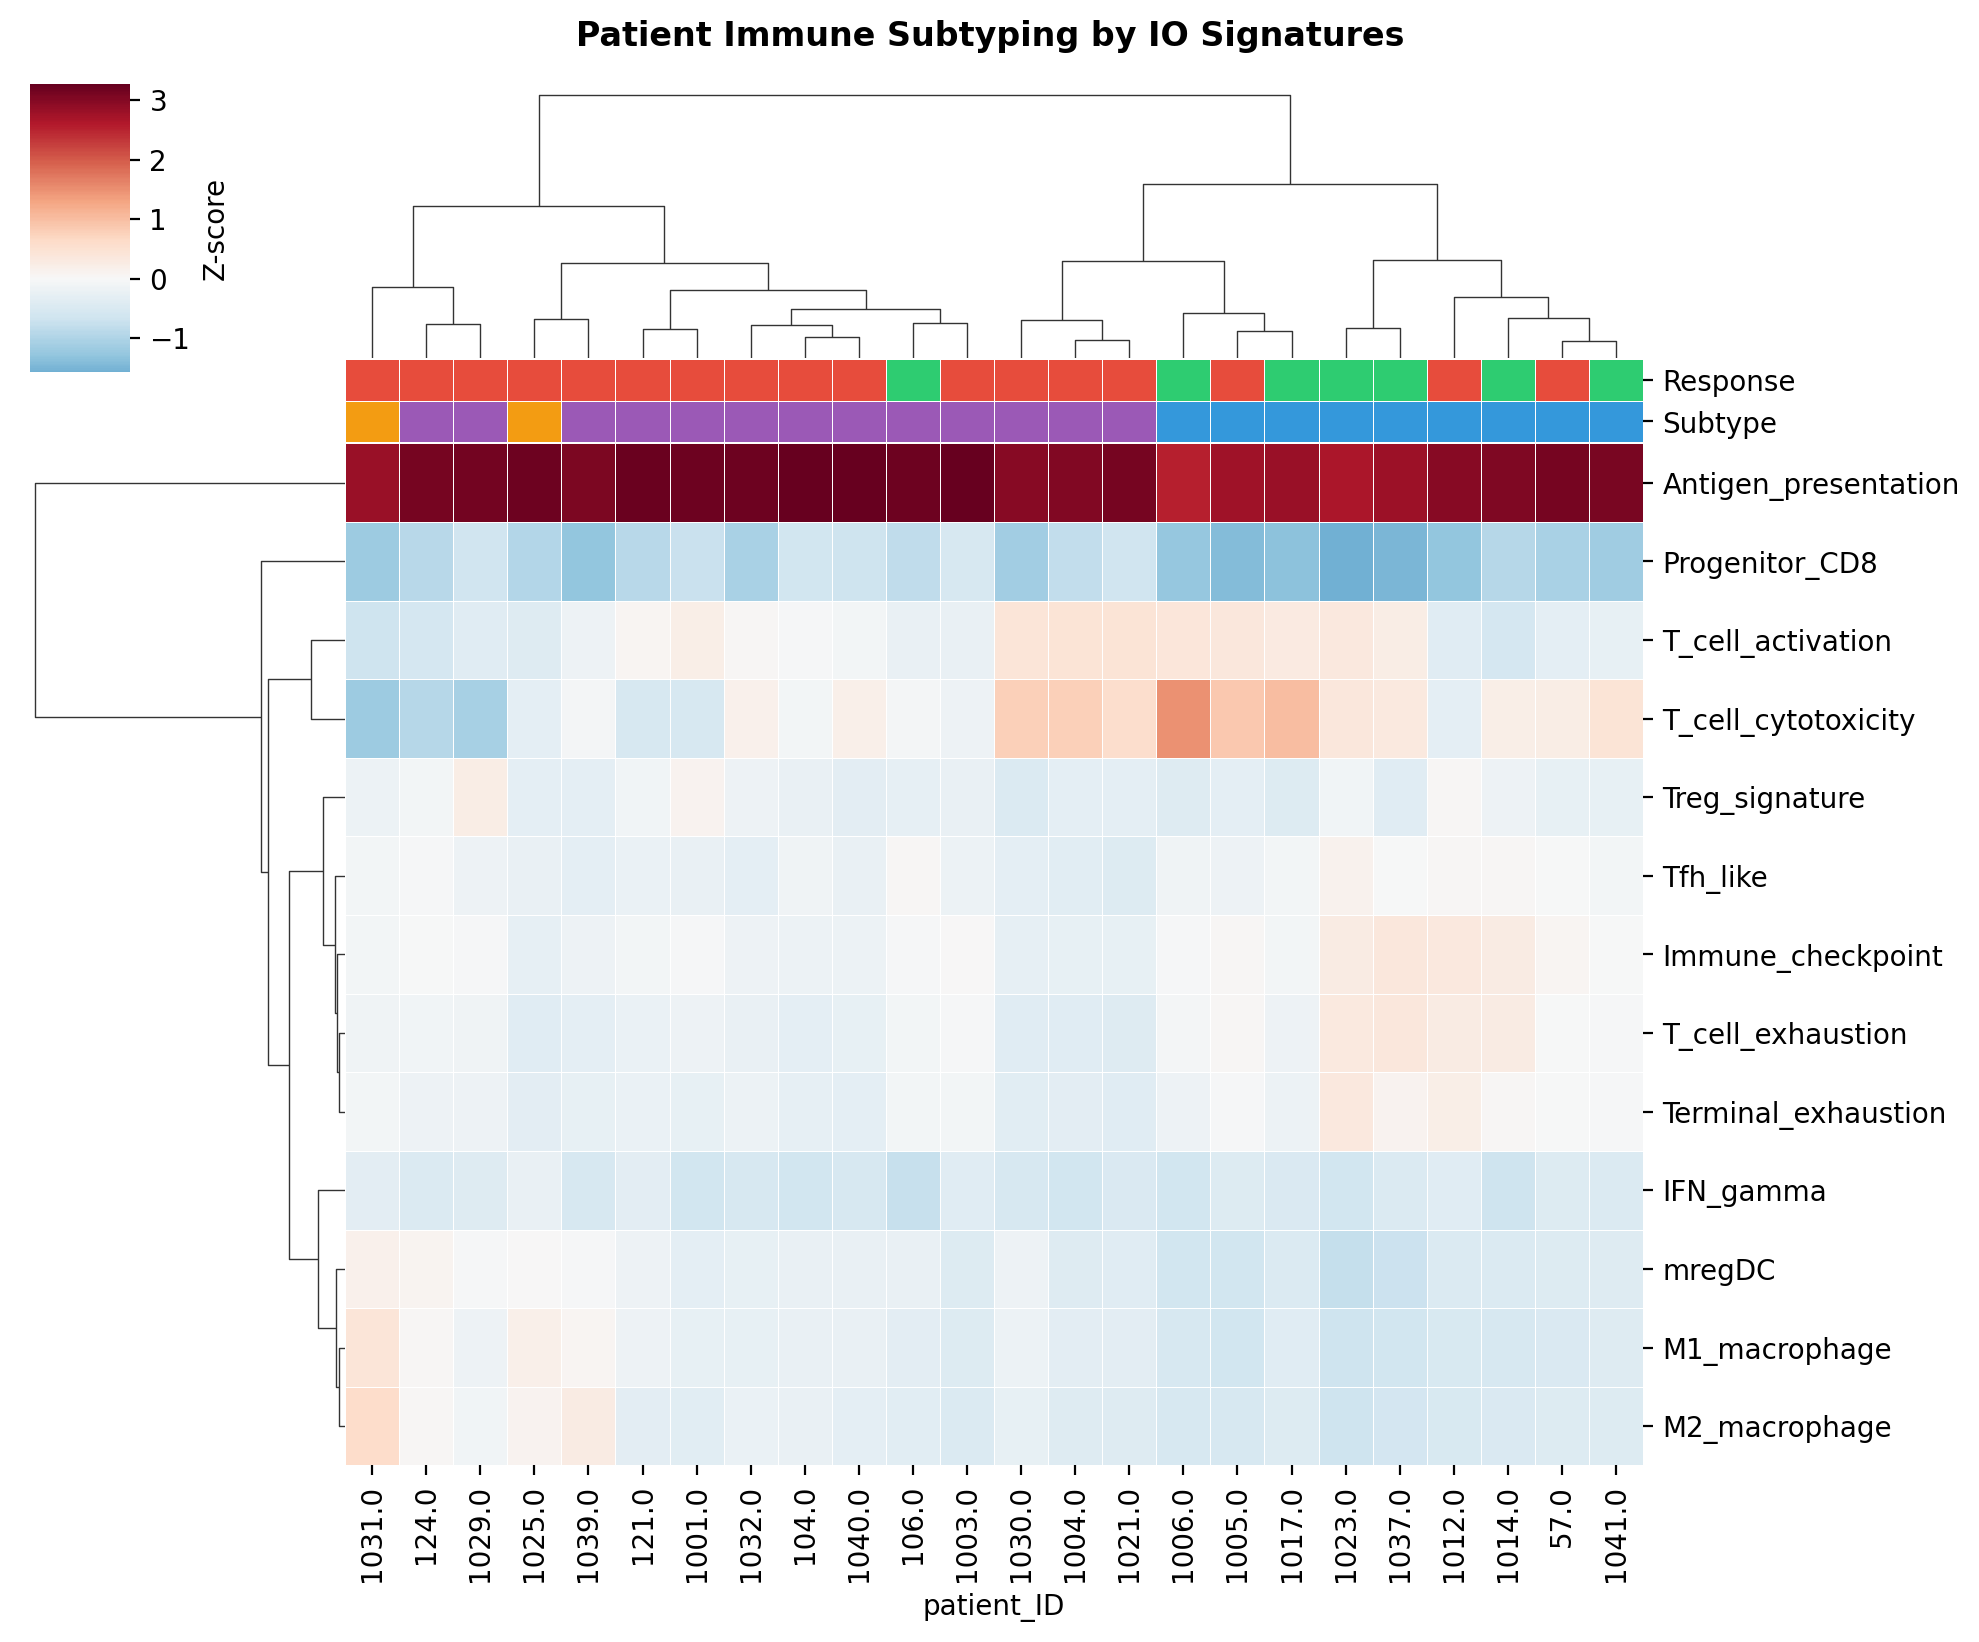 Patient Immune Subtyping by IO Signatures
3
2
1
0
−1
Z-score
Response
Subtype
Antigen_presentation
Progenitor_CD8
T_cell_activation
T_cell_cytotoxicity
Treg_signature
Tfh_like
Immune_checkpoint
T_cell_exhaustion
Terminal_exhaustion
IFN_gamma
mregDC
M1_macrophage
M2_macrophage
1031.0
124.0
1029.0
1025.0
1039.0
121.0
1001.0
1032.0
104.0
1040.0
106.0
1003.0
1030.0
1004.0
1021.0
1006.0
1005.0
1017.0
1023.0
1037.0
1012.0
1014.0
57.0
1041.0
patient_ID